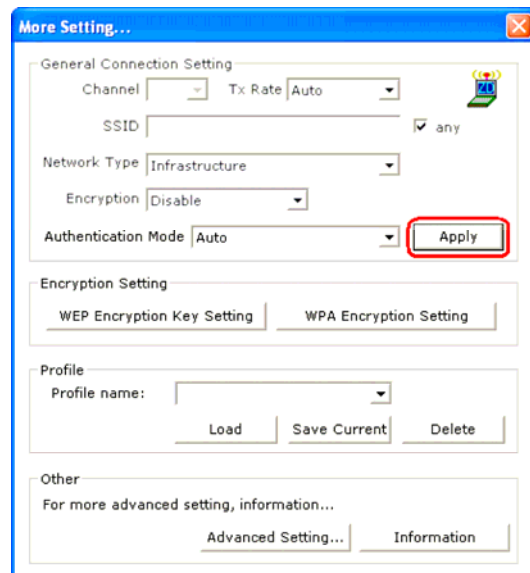 More Setting...
General Connection Setting
Channel Tx Rate Auto
SSID any
Network Type Infrastructure
Encryption Disable
Authentication Mode Auto Apply
Encryption Setting
WEP Encryption Key Setting WPA Encryption Setting
Profile
Profile name:
Load Save Current Delete
Other
For more advanced setting, information...
Advanced Setting... Information